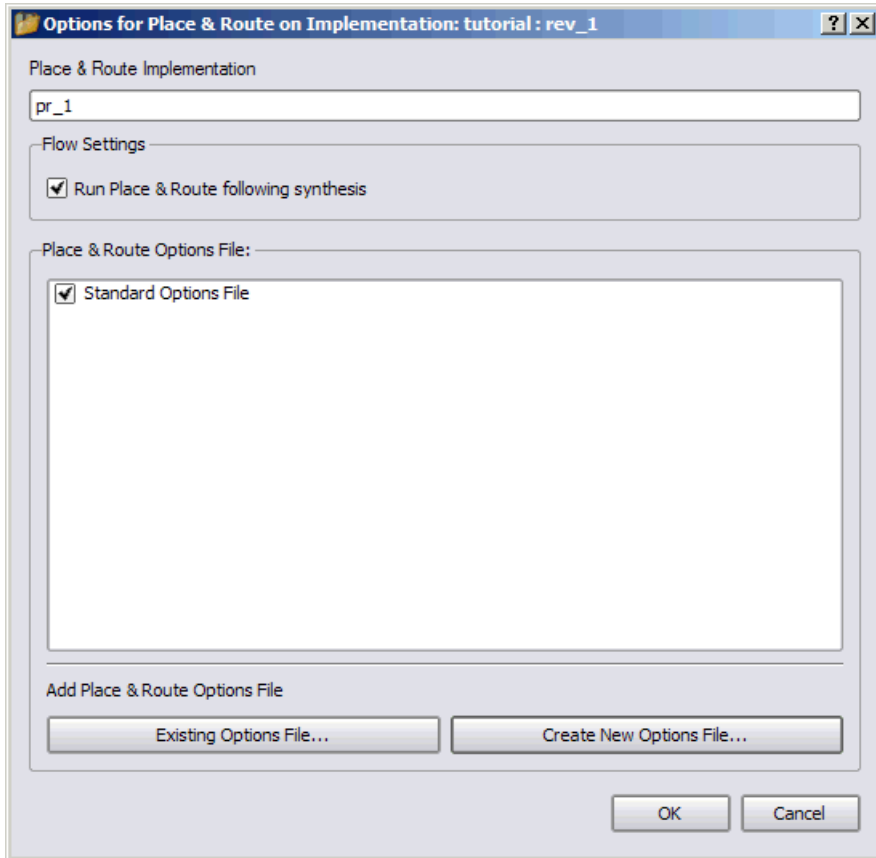 Options for Place & Route on Implementation: tutorial : rev_1
? X
Place & Route Implementation
pr_1
Flow Settings
Run Place & Route following synthesis
Place & Route Options File:
Standard Options File
Add Place & Route Options File
Existing Options File... Create New Options File...
OK Cancel